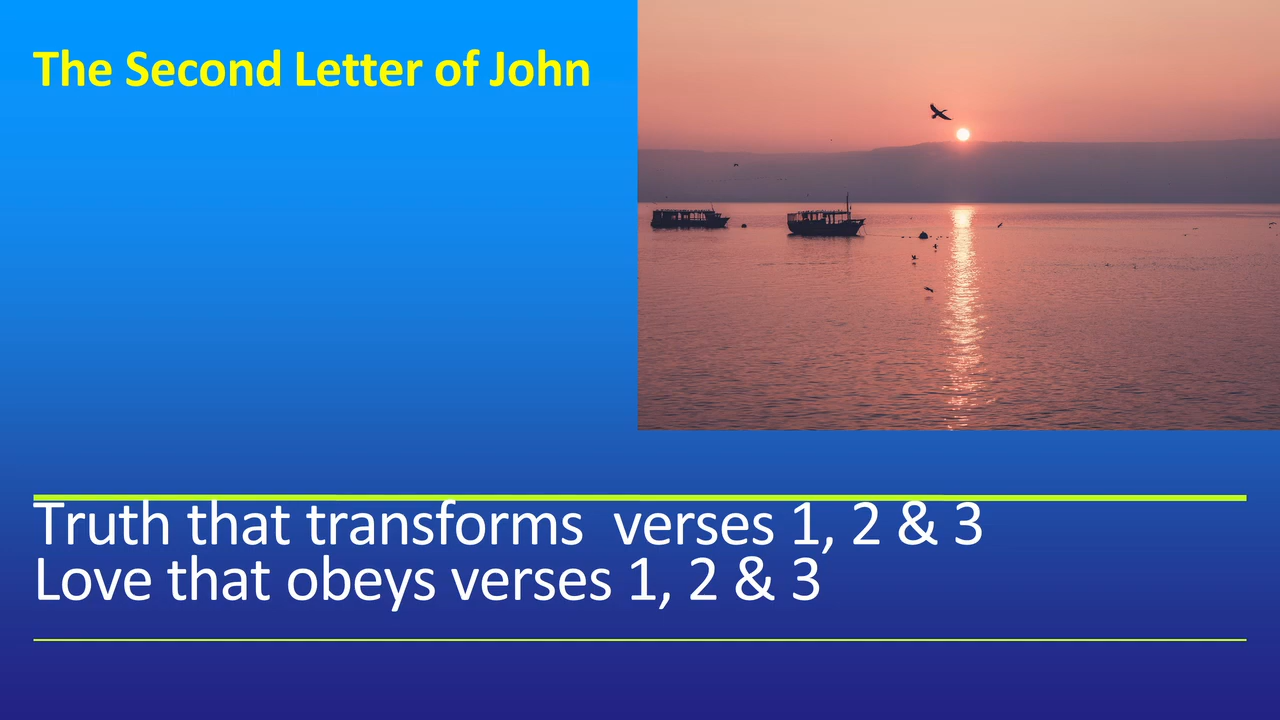 The Second Letter of John
Truth that transforms  verses 1, 2 & 3
Love that obeys verses 1, 2 & 3